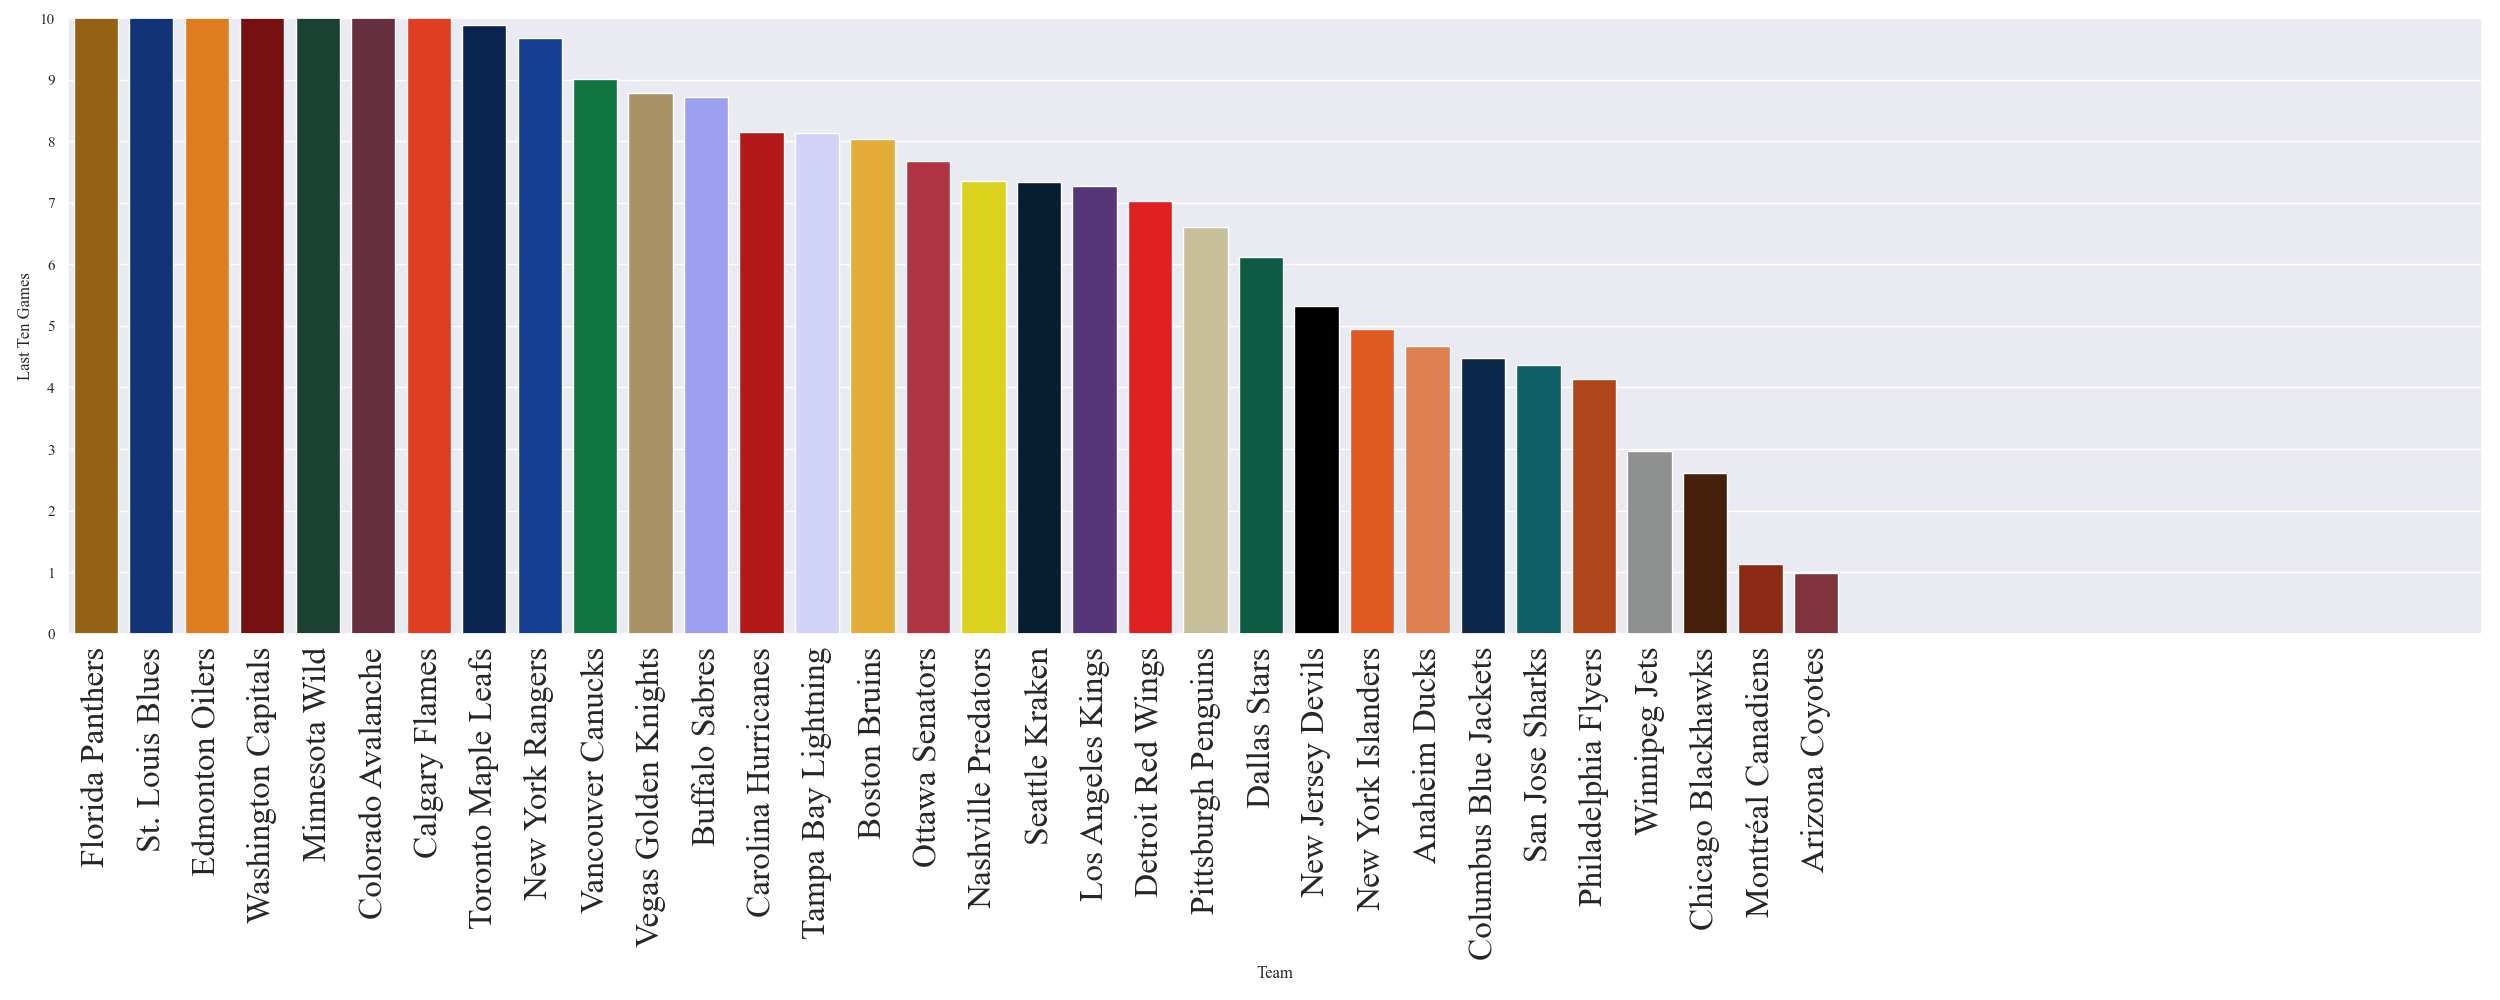 10
9
8
7
6
5
4
3
2
1
0
Last Ten Games
Florida Panthers
St. Louis Blues
Edmonton Oilers
Washington Capitals
Minnesota Wild
Colorado Avalanche
Calgary Flames
Toronto Maple Leafs
New York Rangers
Vancouver Canucks
Vegas Golden Knights
Buffalo Sabres
Carolina Hurricanes
Tampa Bay Lightning
Boston Bruins
Ottawa Senators
Nashville Predators
Seattle Kraken
Los Angeles Kings
Detroit Red Wings
Pittsburgh Penguins
Dallas Stars
New Jersey Devils
New York Islanders
Anaheim Ducks
Columbus Blue Jackets
San Jose Sharks
Philadelphia Flyers
Winnipeg Jets
Chicago Blackhawks
Montréal Canadiens
Arizona Coyotes
Team